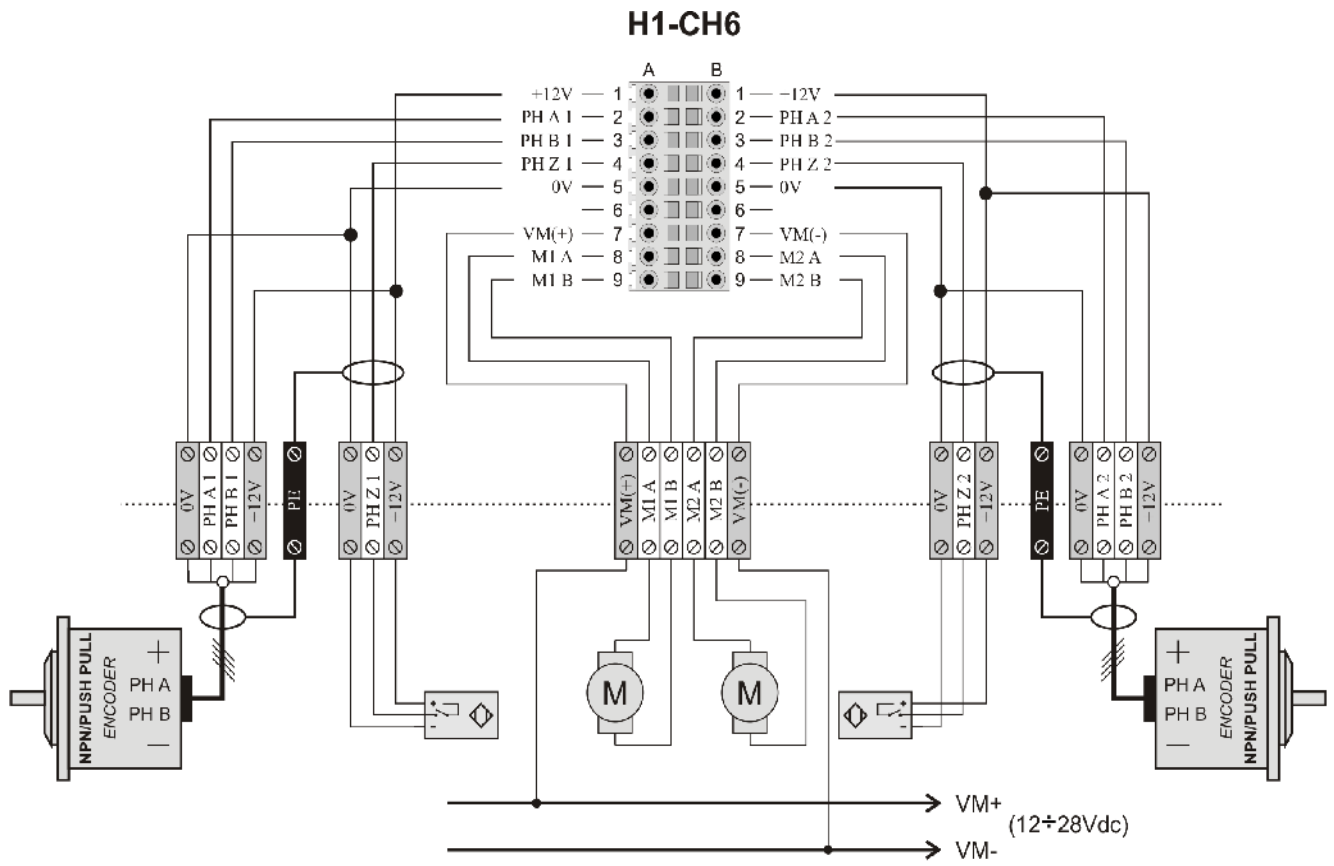 H1-CH6
A B
+12V 1 1 −12V
PH A 1 2 2 PH A 2
PH B 1 3 3 PH B 2
PH Z 1 4 4 PH Z 2
0V 5 5 0V
6 6
VM(+) 7 7 VM(-)
M1 A 8 8 M2 A
M1 B 9 9 M2 B
0V
PH A 1
PH B 1
−12V
PE
0V
PH Z 1
−12V
VM(+)
M1 A
M1 B
M2 A
M2 B
VM(-)
0V
PH Z 2
−12V
PE
0V
PH A 2
PH B 2
−12V
NPN/PUSH PULL
ENCODER
+
PH A
PH B
−
+
-
M
M
+
-
+
PH A
PH B
−
ENCODER
NPN/PUSH PULL
VM+
(12÷28Vdc)
VM-